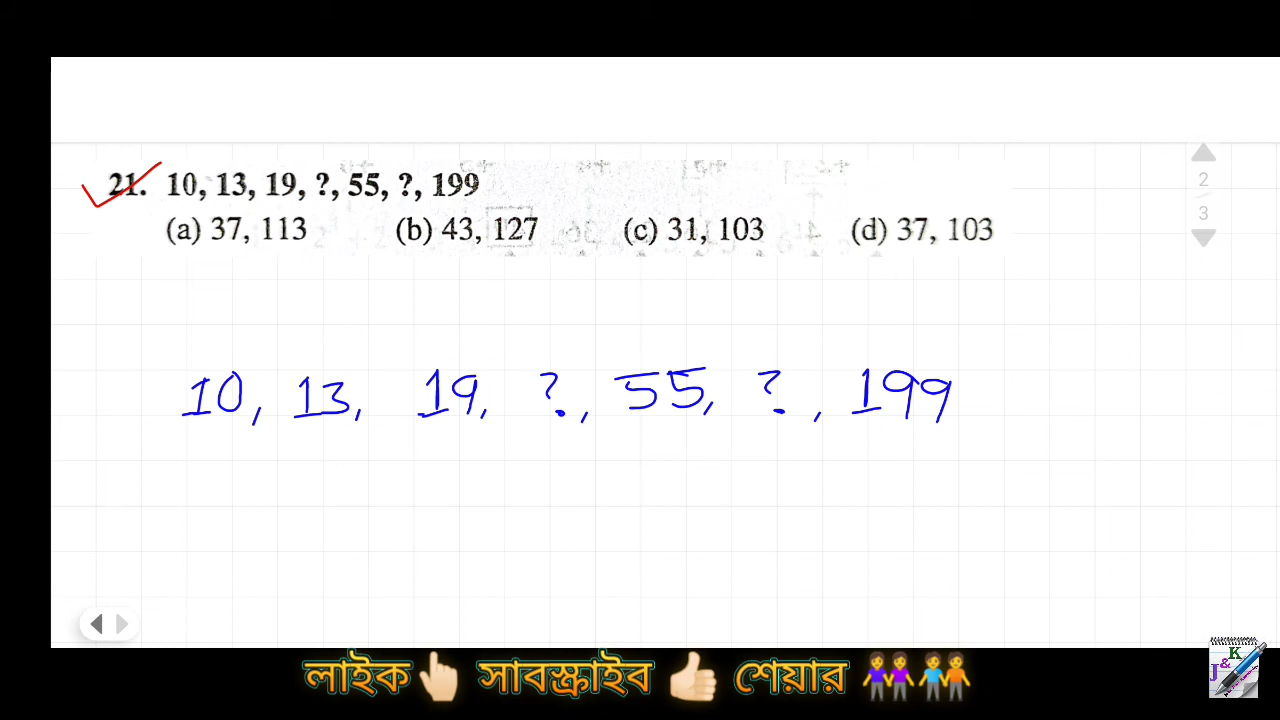 21. 10, 13, 19, ?, 55, ?, 199
(a) 37, 113 (b) 43, 127 (c) 31, 103 (d) 37, 103
2
3
10, 13, 19, ?, 55, ?, 199
লাইক 👆🏻 সাবস্ক্রাইব 👍🏻 শেয়ার 👭👫
J & K